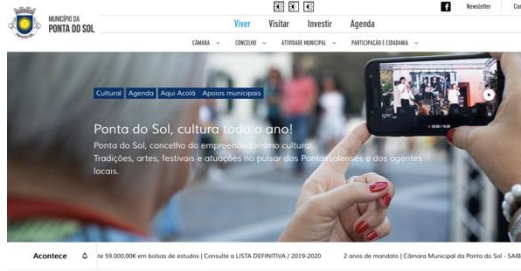 Newsletter
MUNICÍPIO DA
PONTA DO SOL
Viver Visitar Investir Agenda
CÂMARA CONCELHO ATIVIDADE MUNICIPAL PARTICIPAÇÃO E CIDADANIA
Cultural Agenda Aqui Acolá Apoios municipais
Ponta do Sol, cultura todo o ano!
Ponta do Sol, concelho do empreendedorismo cultural.
Tradições, artes, festivais e atuações no pulsar dos Pontassolenses e dos agentes
locais.
Acontece te 59.000,00€ em bolsas de estudos | Consulte a LISTA DEFINITIVA / 2019-2020 2 anos de mandato | Câmara Municipal da Ponta do Sol - SAIB